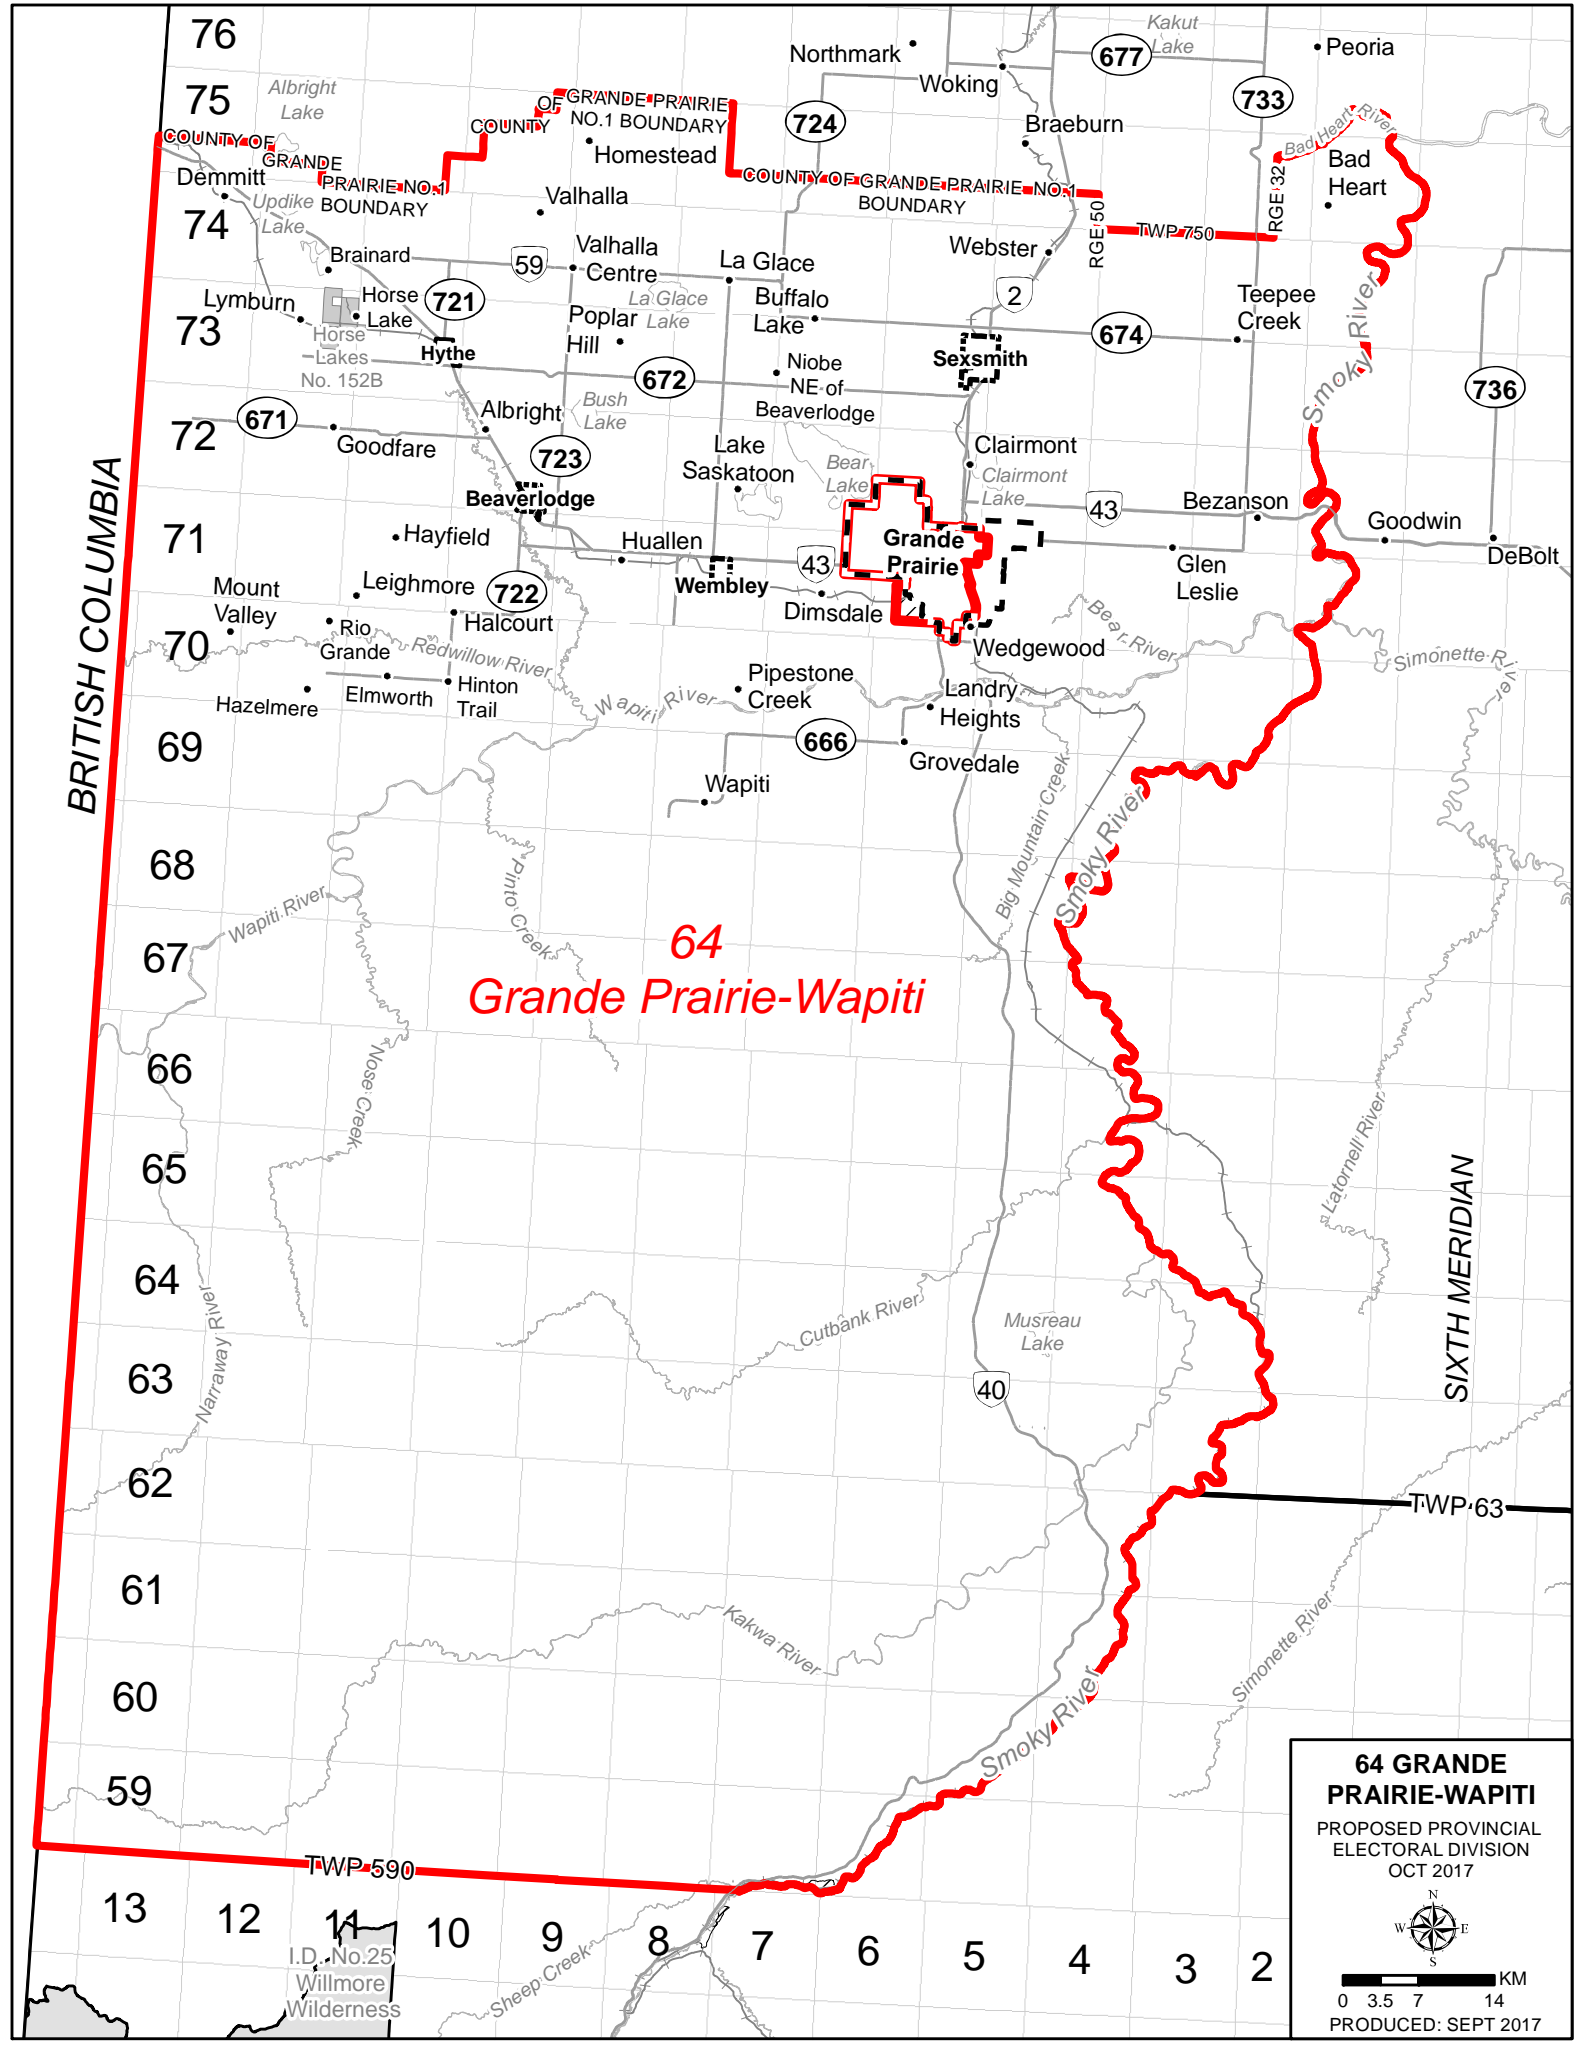 76
Kakut
Lake
Northmark
677
Peoria
Woking
75
Albright
Lake
733
724
OF GRANDE PRAIRIE
NO.1 BOUNDARY
COUNTY
Braeburn
Bad Heart River
COUNTY OF
GRANDE
PRAIRIE NO.1
BOUNDARY
Homestead
Bad
Heart
Demmitt
RGE 32
COUNTY OF GRANDE PRAIRIE NO.1
BOUNDARY
Updike
Lake
Valhalla
74
RGE 50
TWP 750
Webster
Brainard
59
Valhalla
Centre
La Glace
2
Lymburn
Horse
Lake
721
La Glace
Lake
Buffalo
Lake
Teepee
Creek
Smoky River
73
Poplar
Hill
674
Horse
Lakes
No. 152B
Hythe
Sexsmith
Niobe
NE of
Beaverlodge
672
736
671
Albright
Bush
Lake
72
Goodfare
723
Lake
Saskatoon
Clairmont
Bear
Lake
Clairmont
Lake
BRITISH COLUMBIA
Beaverlodge
43
Bezanson
Goodwin
71
Hayfield
Huallen
Grande
Prairie
DeBolt
43
Glen
Leslie
Mount
Valley
Leighmore
722
Wembley
Dimsdale
Bear River
70
Rio
Grande
Halcourt
Wedgewood
Redwillow River
Simonette River
Pipestone
Creek
Hazelmere
Elmworth
Hinton
Trail
Wapiti River
Landry
Heights
69
666
Grovedale
Wapiti
Big Mountain Creek
Smoky River
68
Pinto Creek
Wapiti River
67
64
Grande Prairie-Wapiti
66
Nose Creek
Latornell River
65
SIXTH MERIDIAN
64
Narraway River
Cutbank River
Musreau
Lake
63
40
62
TWP 63
61
Kakwa River
Simonette River
60
Smoky River
59
64 GRANDE
PRAIRIE-WAPITI
PROPOSED PROVINCIAL
ELECTORAL DIVISION
OCT 2017
TWP 590
N
W E
S
13 12 11 10 9 8 7 6 5 4 3 2
I.D. No.25
Willmore
Wilderness
Sheep Creek
KM
0 3.5 7 14
PRODUCED: SEPT 2017